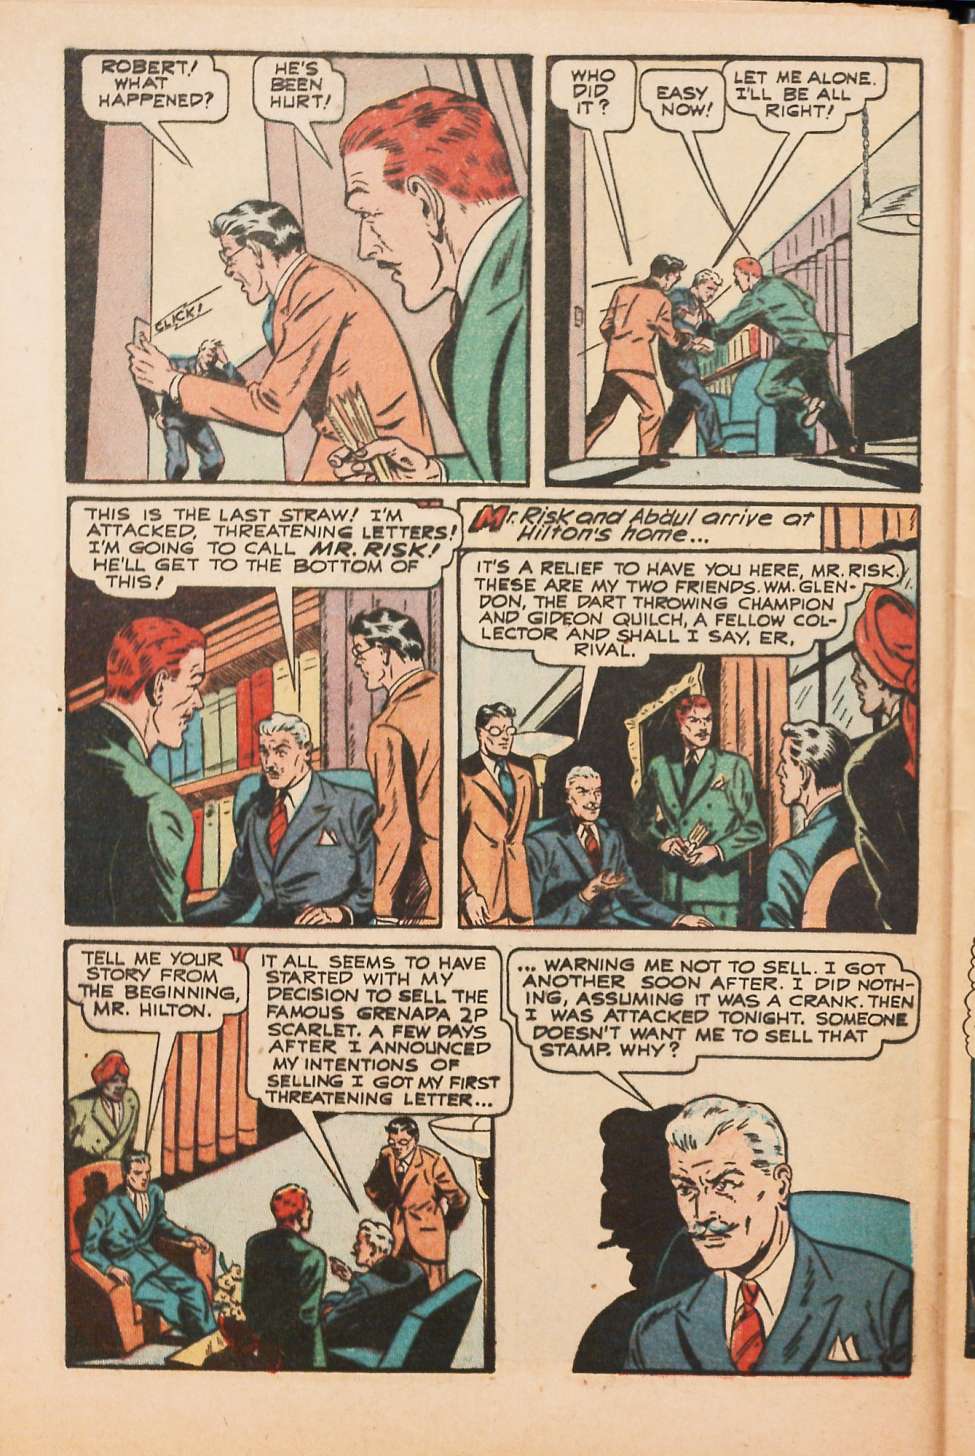 ROBERT!
WHAT
HAPPENED?
HE'S
BEEN
HURT!
CLICK!
WHO
DID
IT?
EASY
NOW!
LET ME ALONE.
I'LL BE ALL
RIGHT!
THIS IS THE LAST STRAW! I'M
ATTACKED, THREATENING LETTERS!
I'M GOING TO CALL MR. RISK!
HE'LL GET TO THE BOTTOM OF
THIS!
Mr. Risk and Abdul arrive at
Hilton's home...
IT'S A RELIEF TO HAVE YOU HERE, MR. RISK.
THESE ARE MY TWO FRIENDS. WM. GLEN-
DON, THE DART THROWING CHAMPION
AND GIDEON QUILCH, A FELLOW COL-
LECTOR AND SHALL I SAY, ER,
RIVAL.
TELL ME YOUR
STORY FROM
THE BEGINNING,
MR. HILTON.
IT ALL SEEMS TO HAVE
STARTED WITH MY
DECISION TO SELL THE
FAMOUS GRENADA 2P
SCARLET. A FEW DAYS
AFTER I ANNOUNCED
MY INTENTIONS OF
SELLING I GOT MY FIRST
THREATENING LETTER...
... WARNING ME NOT TO SELL. I GOT
ANOTHER SOON AFTER. I DID NOTH-
ING, ASSUMING IT WAS A CRANK. THEN
I WAS ATTACKED TONIGHT. SOMEONE
DOESN'T WANT ME TO SELL THAT
STAMP. WHY?